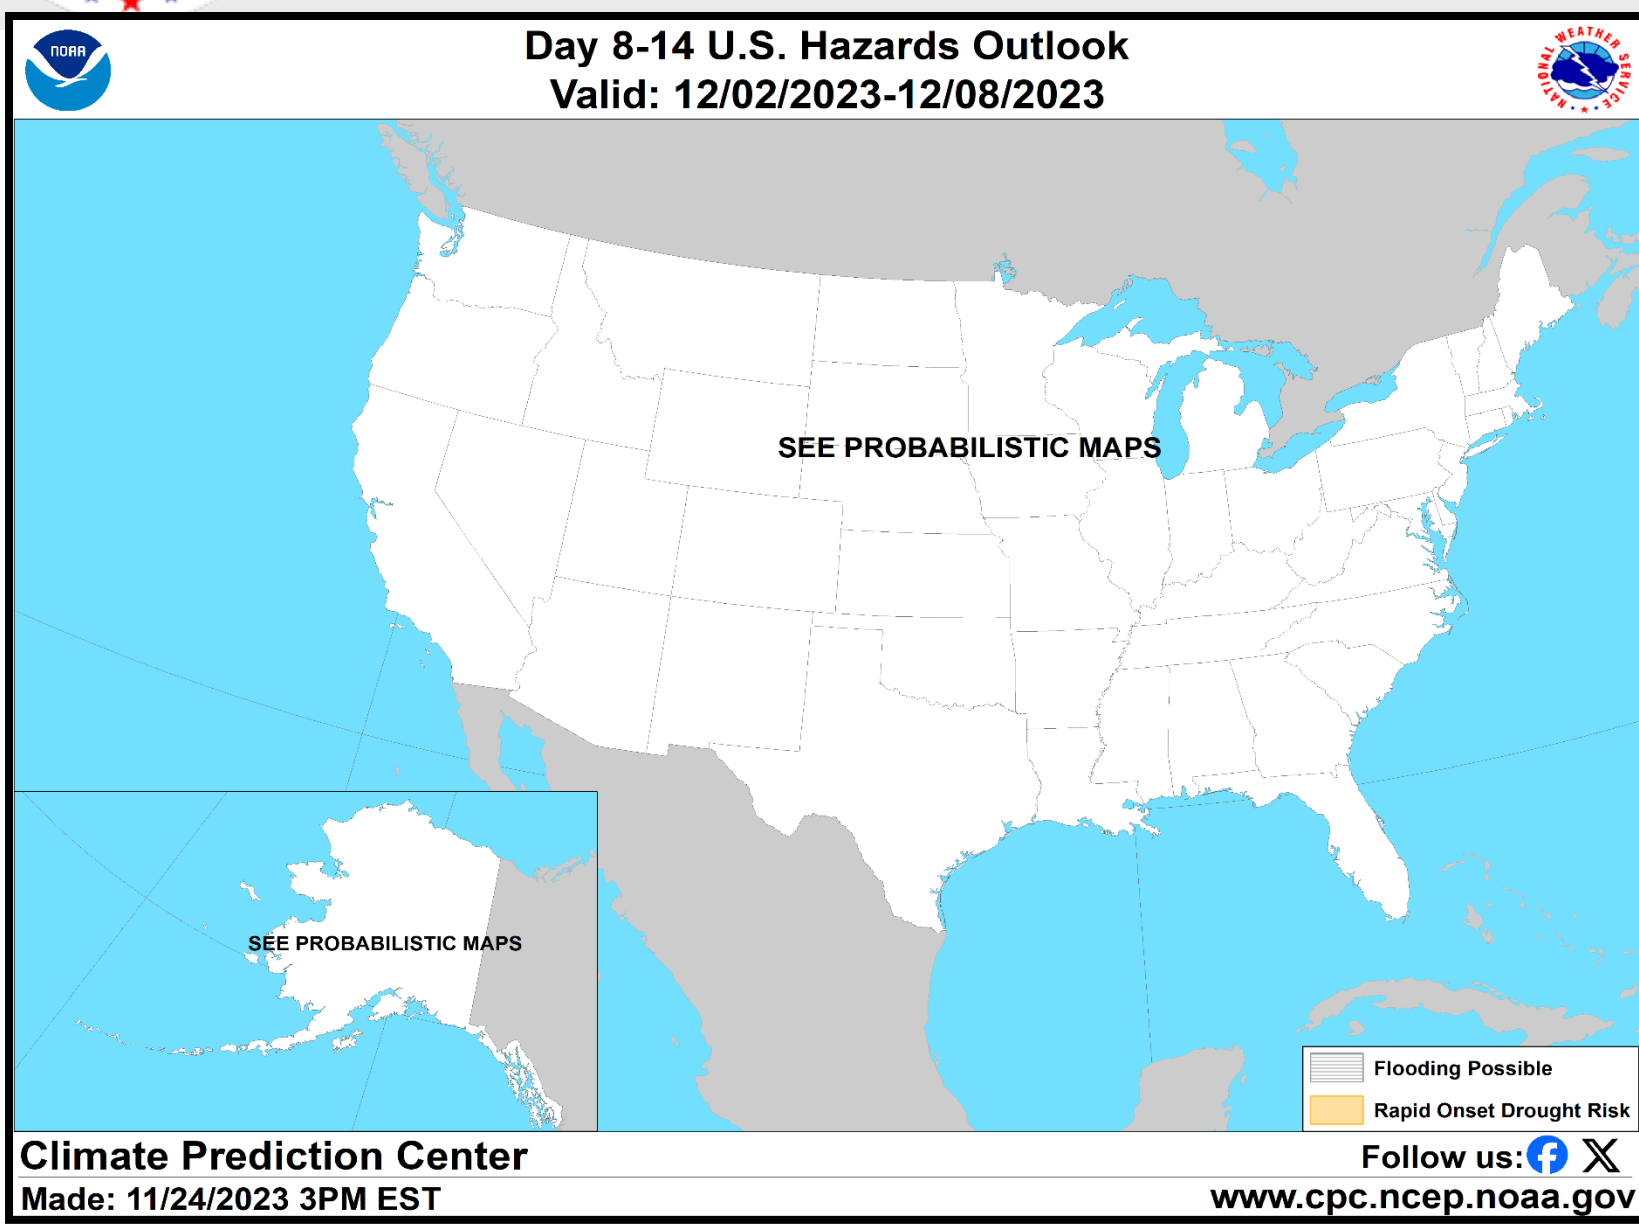 NOAA
Day 8-14 U.S. Hazards Outlook
Valid: 12/02/2023-12/08/2023
NATIONAL WEATHER SERVICE
SEE PROBABILISTIC MAPS
SEE PROBABILISTIC MAPS
Flooding Possible
Rapid Onset Drought Risk
Climate Prediction Center
Follow us:
Made: 11/24/2023 3PM EST
www.cpc.ncep.noaa.gov